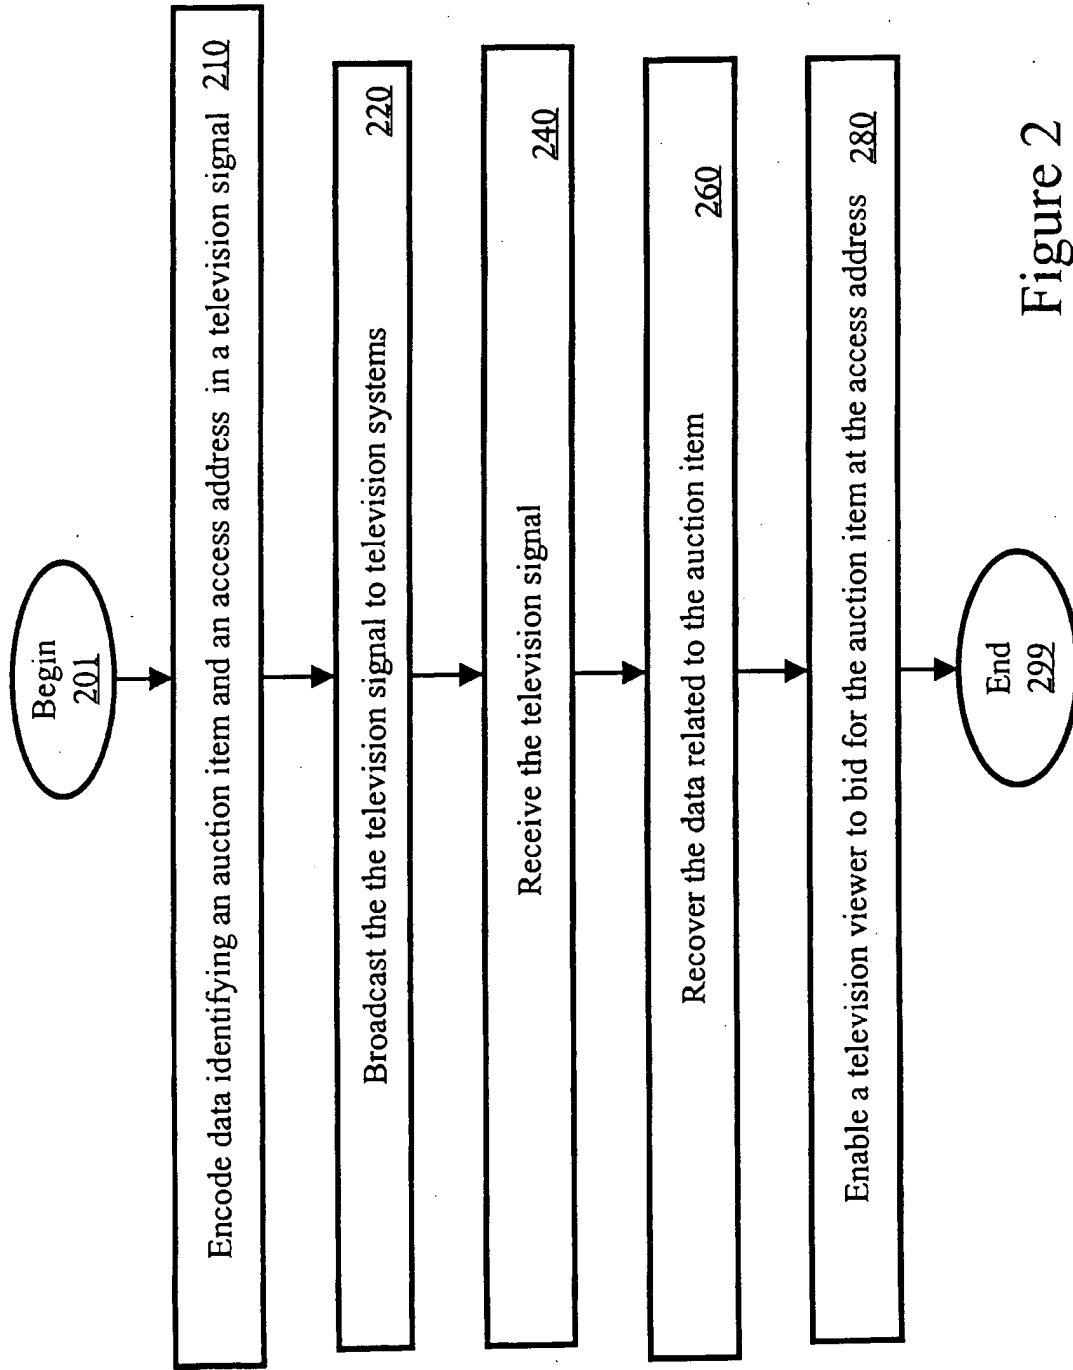 Begin
201
Encode data identifying an auction item and an access address in a television signal 210
Broadcast the the television signal to television systems 220
Receive the television signal 240
Recover the data related to the auction item 260
Enable a television viewer to bid for the auction item at the access address 280
End
299
Figure 2